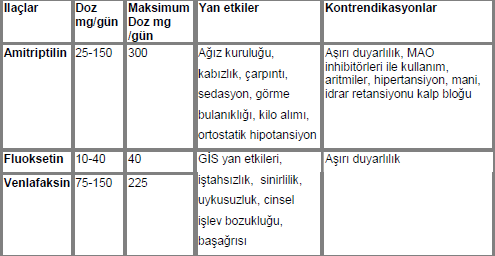 İlaçlar Doz mg/gün Maksimum Doz mg /gün Yan etkiler Kontrendikasyonlar
Amitriptilin 25-150 300 Ağız kuruluğu, kabızlık, çarpıntı, sedasyon, görme bulanıklığı, kilo alımı, ortostatik hipotansiyon Aşırı duyarlılık, MAO inhibitörleri ile kullanım, aritmiler, hipertansiyon, mani, idrar retansiyonu kalp bloğu
Fluoksetin 10-40 40 GİS yan etkileri, iştahsızlık, sinirlilik, uykusuzluk, cinsel işlev bozukluğu, başağrısı Aşırı duyarlılık
Venlafaksin 75-150 225